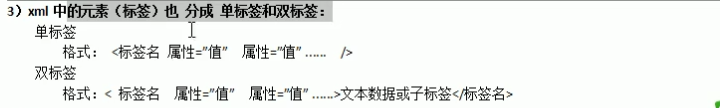 3）xml 中的元素（标签）也 分成 单标签和双标签：
单标签
格式： <标签名 属性=”值” 属性=”值” ...... />
双标签
格式：< 标签名 属性=”值” 属性=”值” ......>文本数据或子标签</标签名>